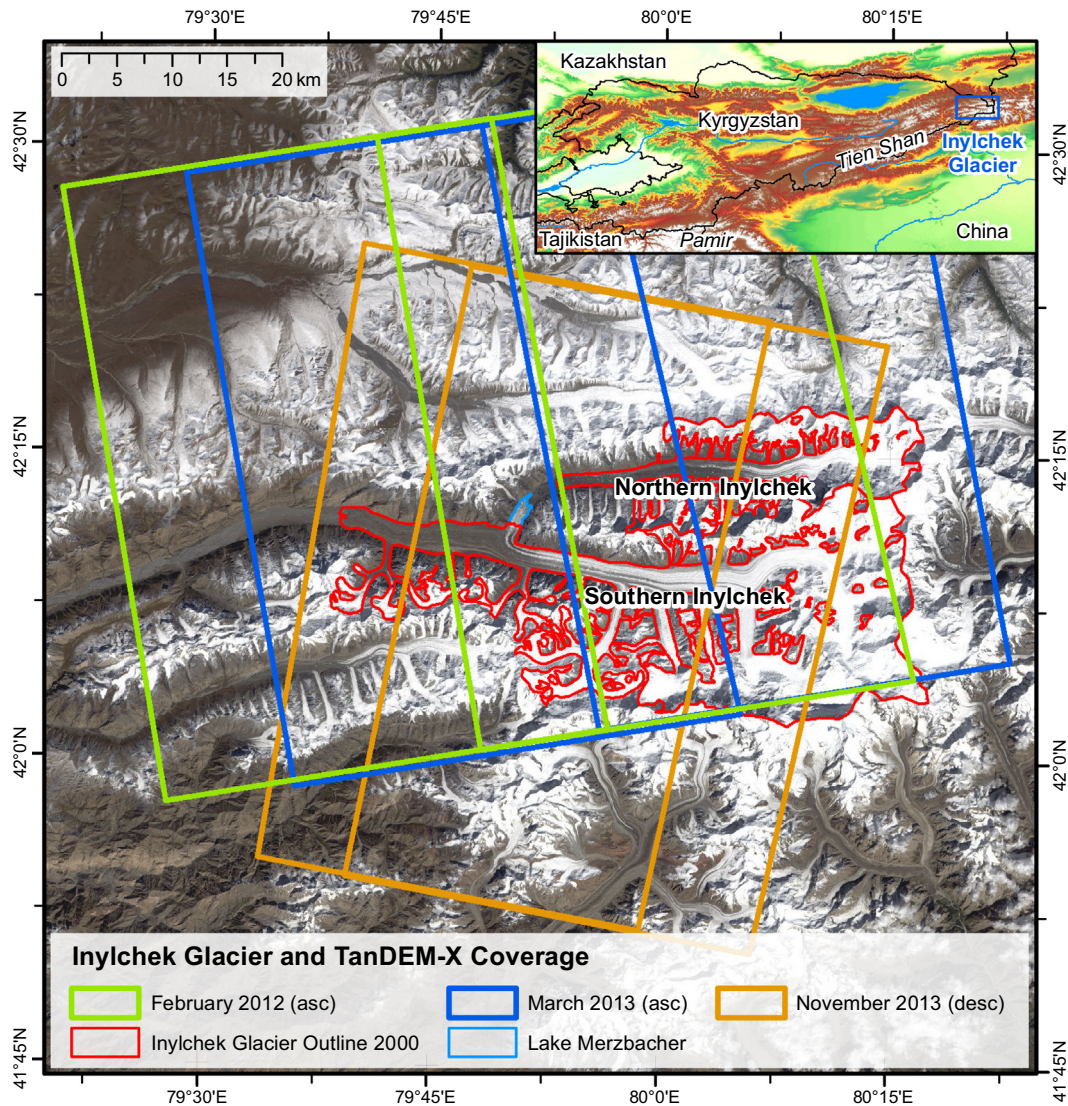 79°30'E 79°45'E 80°0'E 80°15'E
0 5 10 15 20 km
Kazakhstan
Kyrgyzstan
Tien Shan
Inylchek
Glacier
Tajikistan
Pamir
China
42°30'N
42°30'N
42°15'N
42°15'N
Northern Inylchek
Southern Inylchek
42°0'N
42°0'N
Inylchek Glacier and TanDEM-X Coverage
February 2012 (asc)
March 2013 (asc)
November 2013 (desc)
Inylchek Glacier Outline 2000
Lake Merzbacher
41°45'N
41°45'N
79°30'E 79°45'E 80°0'E 80°15'E